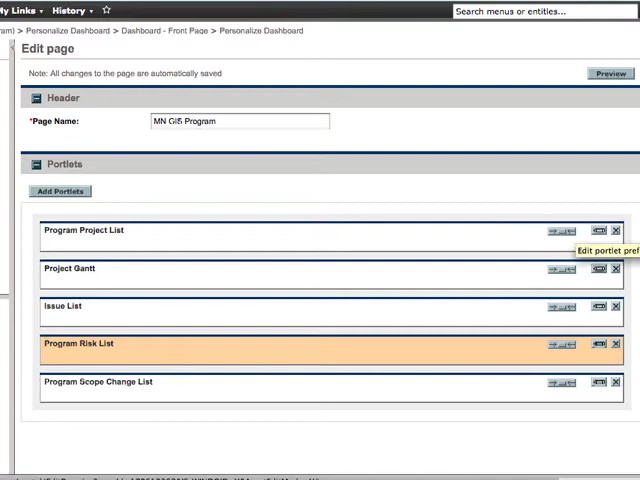 My Links ▾ History ▾ Search menus or entities...
ram) > Personalize Dashboard > Dashboard - Front Page > Personalize Dashboard
Edit page
Note: All changes to the page are automatically saved
Preview
Header
*Page Name: MN GIS Program
Portlets
Add Portlets
Program Project List
Edit portlet pref
Project Gantt
Issue List
Program Risk List
Program Scope Change List